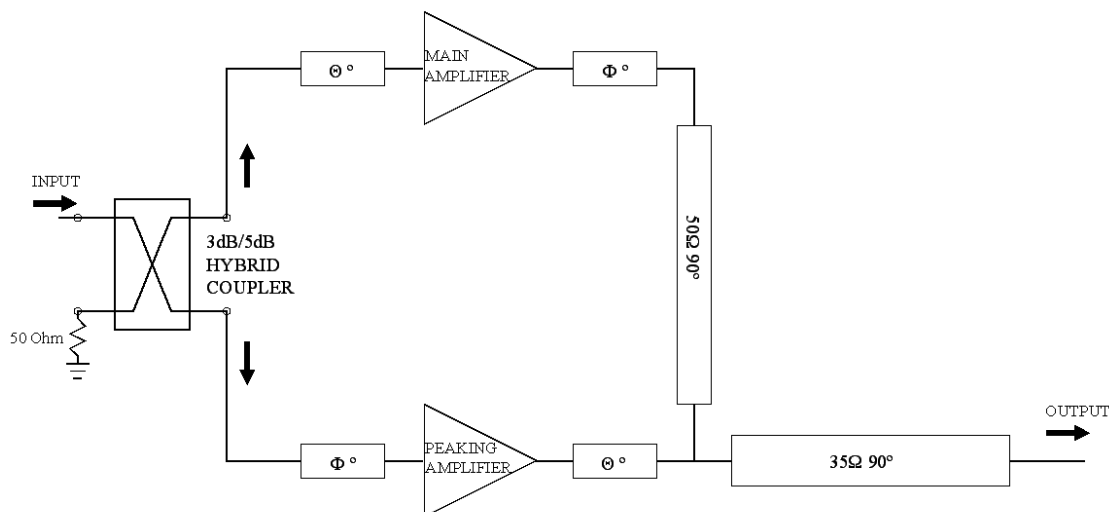 Θ °
MAIN
AMPLIFIER
Φ °
INPUT
50Ω 90°
3dB/5dB
HYBRID
COUPLER
50 Ohm
OUTPUT
Φ °
PEAKING
AMPLIFIER
Θ °
35Ω 90°